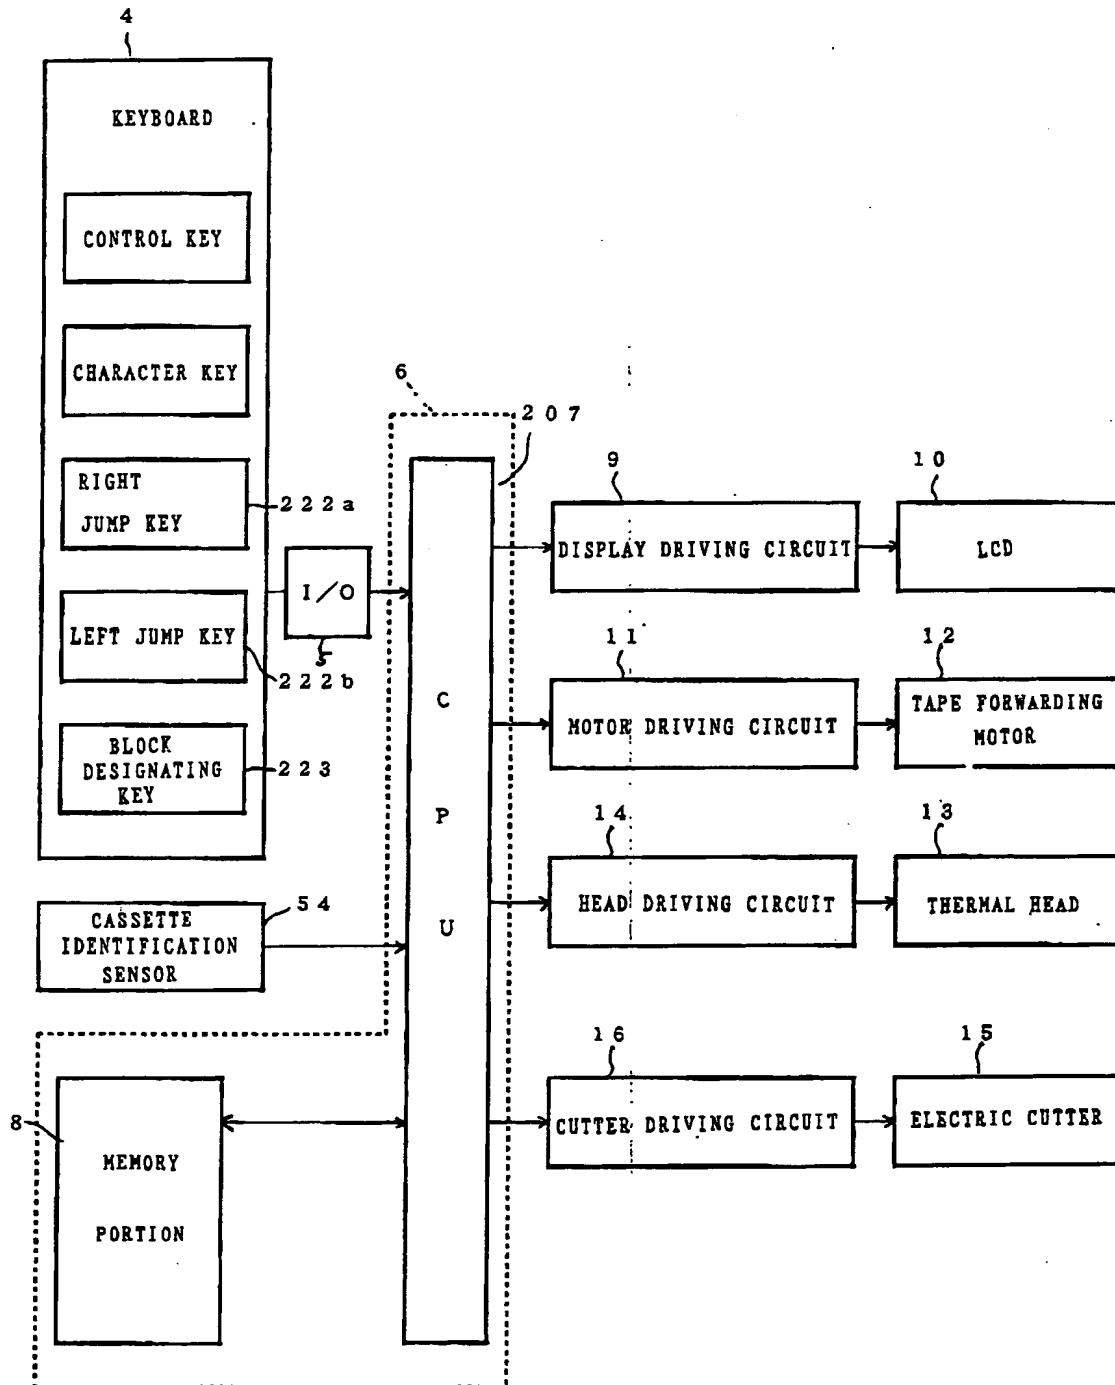 4
KEYBOARD
CONTROL KEY
CHARACTER KEY
RIGHT
JUMP KEY
222a
LEFT JUMP KEY
222b
BLOCK
DESIGNATING
KEY
223
I/O
5
6
207
C
P
U
CASSETTE
IDENTIFICATION
SENSOR
54
8
MEMORY
PORTION
9
DISPLAY DRIVING CIRCUIT
10
LCD
11
MOTOR DRIVING CIRCUIT
12
TAPE FORWARDING
MOTOR
14
HEAD DRIVING CIRCUIT
13
THERMAL HEAD
16
CUTTER DRIVING CIRCUIT
15
ELECTRIC CUTTER